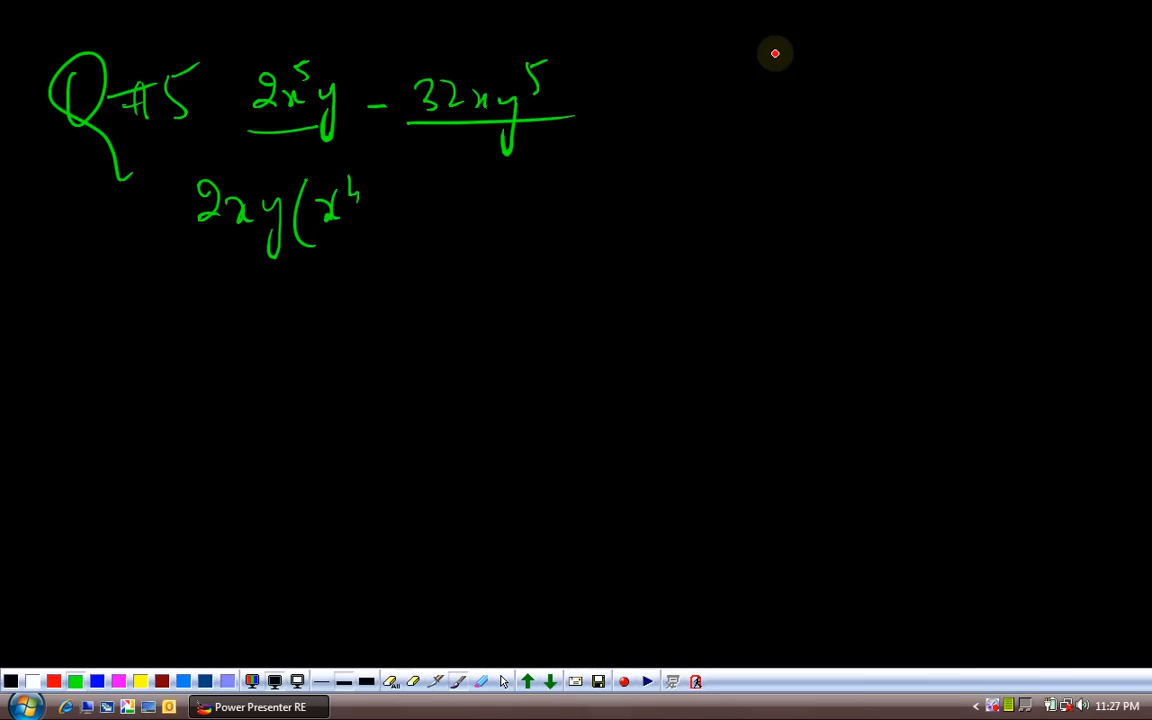 Q #5 2x⁵y - 32xy⁵
2xy(x⁴
Power Presenter RE
11:27 PM